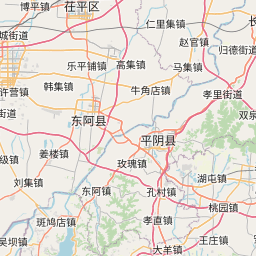 博平镇
茌平区
仁里集镇
赵官镇
城街道
归德街道
乐平铺镇
高集镇
马集镇
许营镇
韩集镇
牛角店镇
孝里街道
双泉
东阿县
平阴县
姜楼镇
玫瑰镇
级镇
刘集镇
东阿镇
孔村镇
湖屯镇
桃园镇
斑鸠店镇
孝直镇
吴坝镇
大羊镇
王庄镇